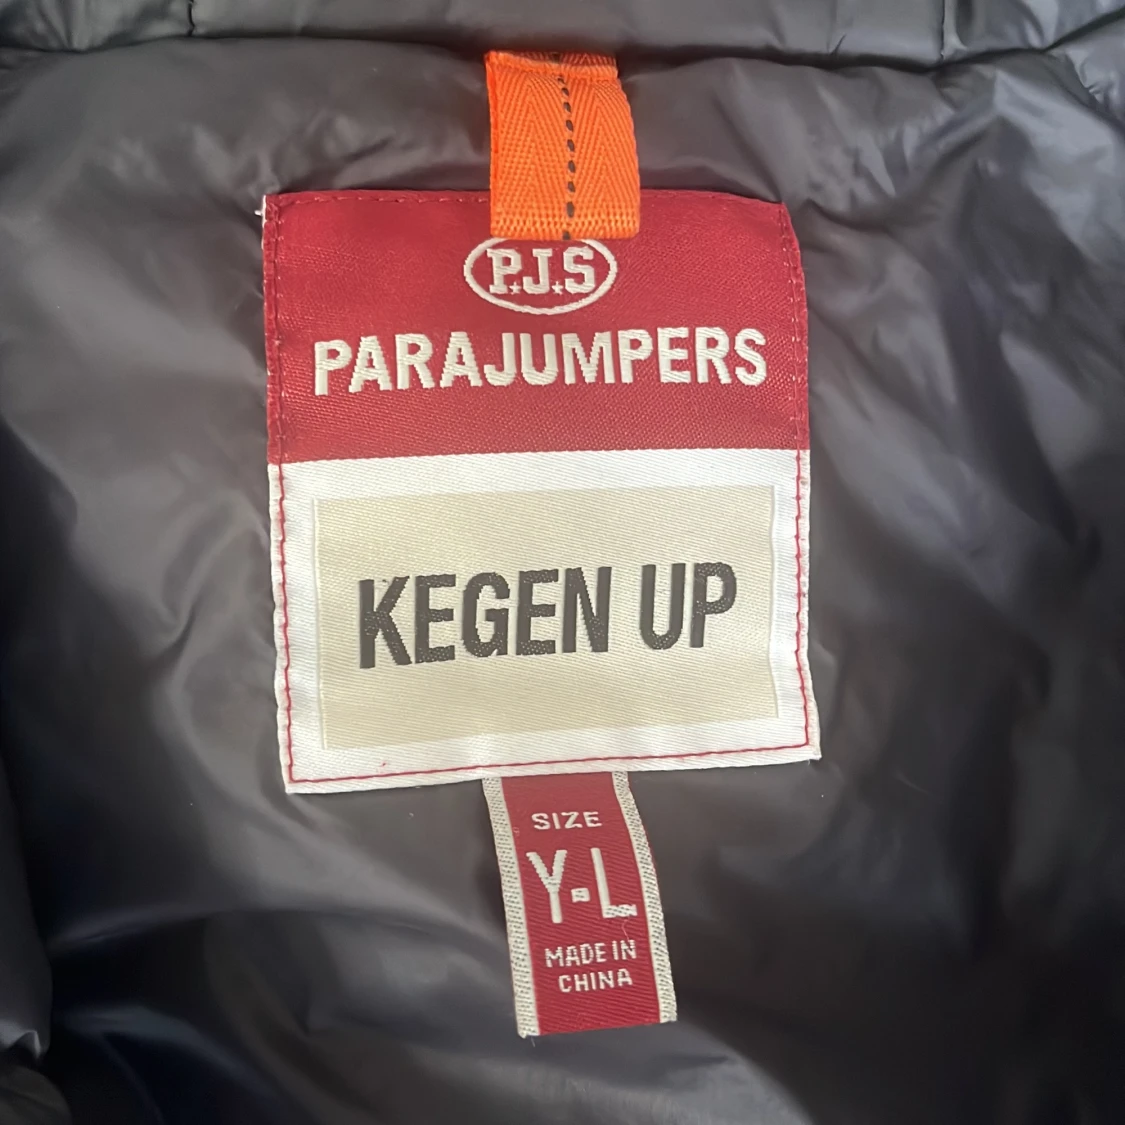 P.J.S
PARAJUMPERS
KEGEN UP
SIZE
Y-L
MADE IN
CHINA